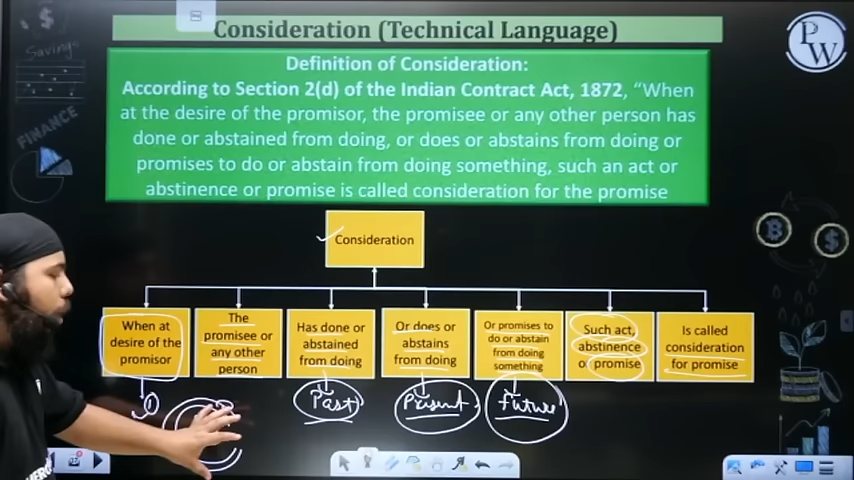 Consideration (Technical Language)
Savings
Definition of Consideration:
According to Section 2(d) of the Indian Contract Act, 1872, “When
at the desire of the promisor, the promisee or any other person has
done or abstained from doing, or does or abstains from doing or
promises to do or abstain from doing something, such an act or
abstinence or promise is called consideration for the promise
PW
FINANCE
Consideration
When at
desire of the
promisor
The
promisee or
any other
person
Has done or
abstained
from doing
Or does or
abstains
from doing
Or promises to
do or abstain
from doing
something
Such act,
abstinence
o promise
Is called
consideration
for promise
1
Past
Present
future
HERO